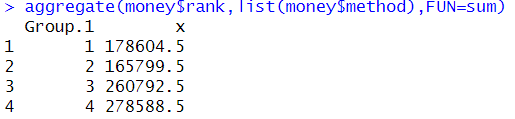 > aggregate(money$rank,list(money$method),FUN=sum)
Group.1 x
1 1 178604.5
2 2 165799.5
3 3 260792.5
4 4 278588.5